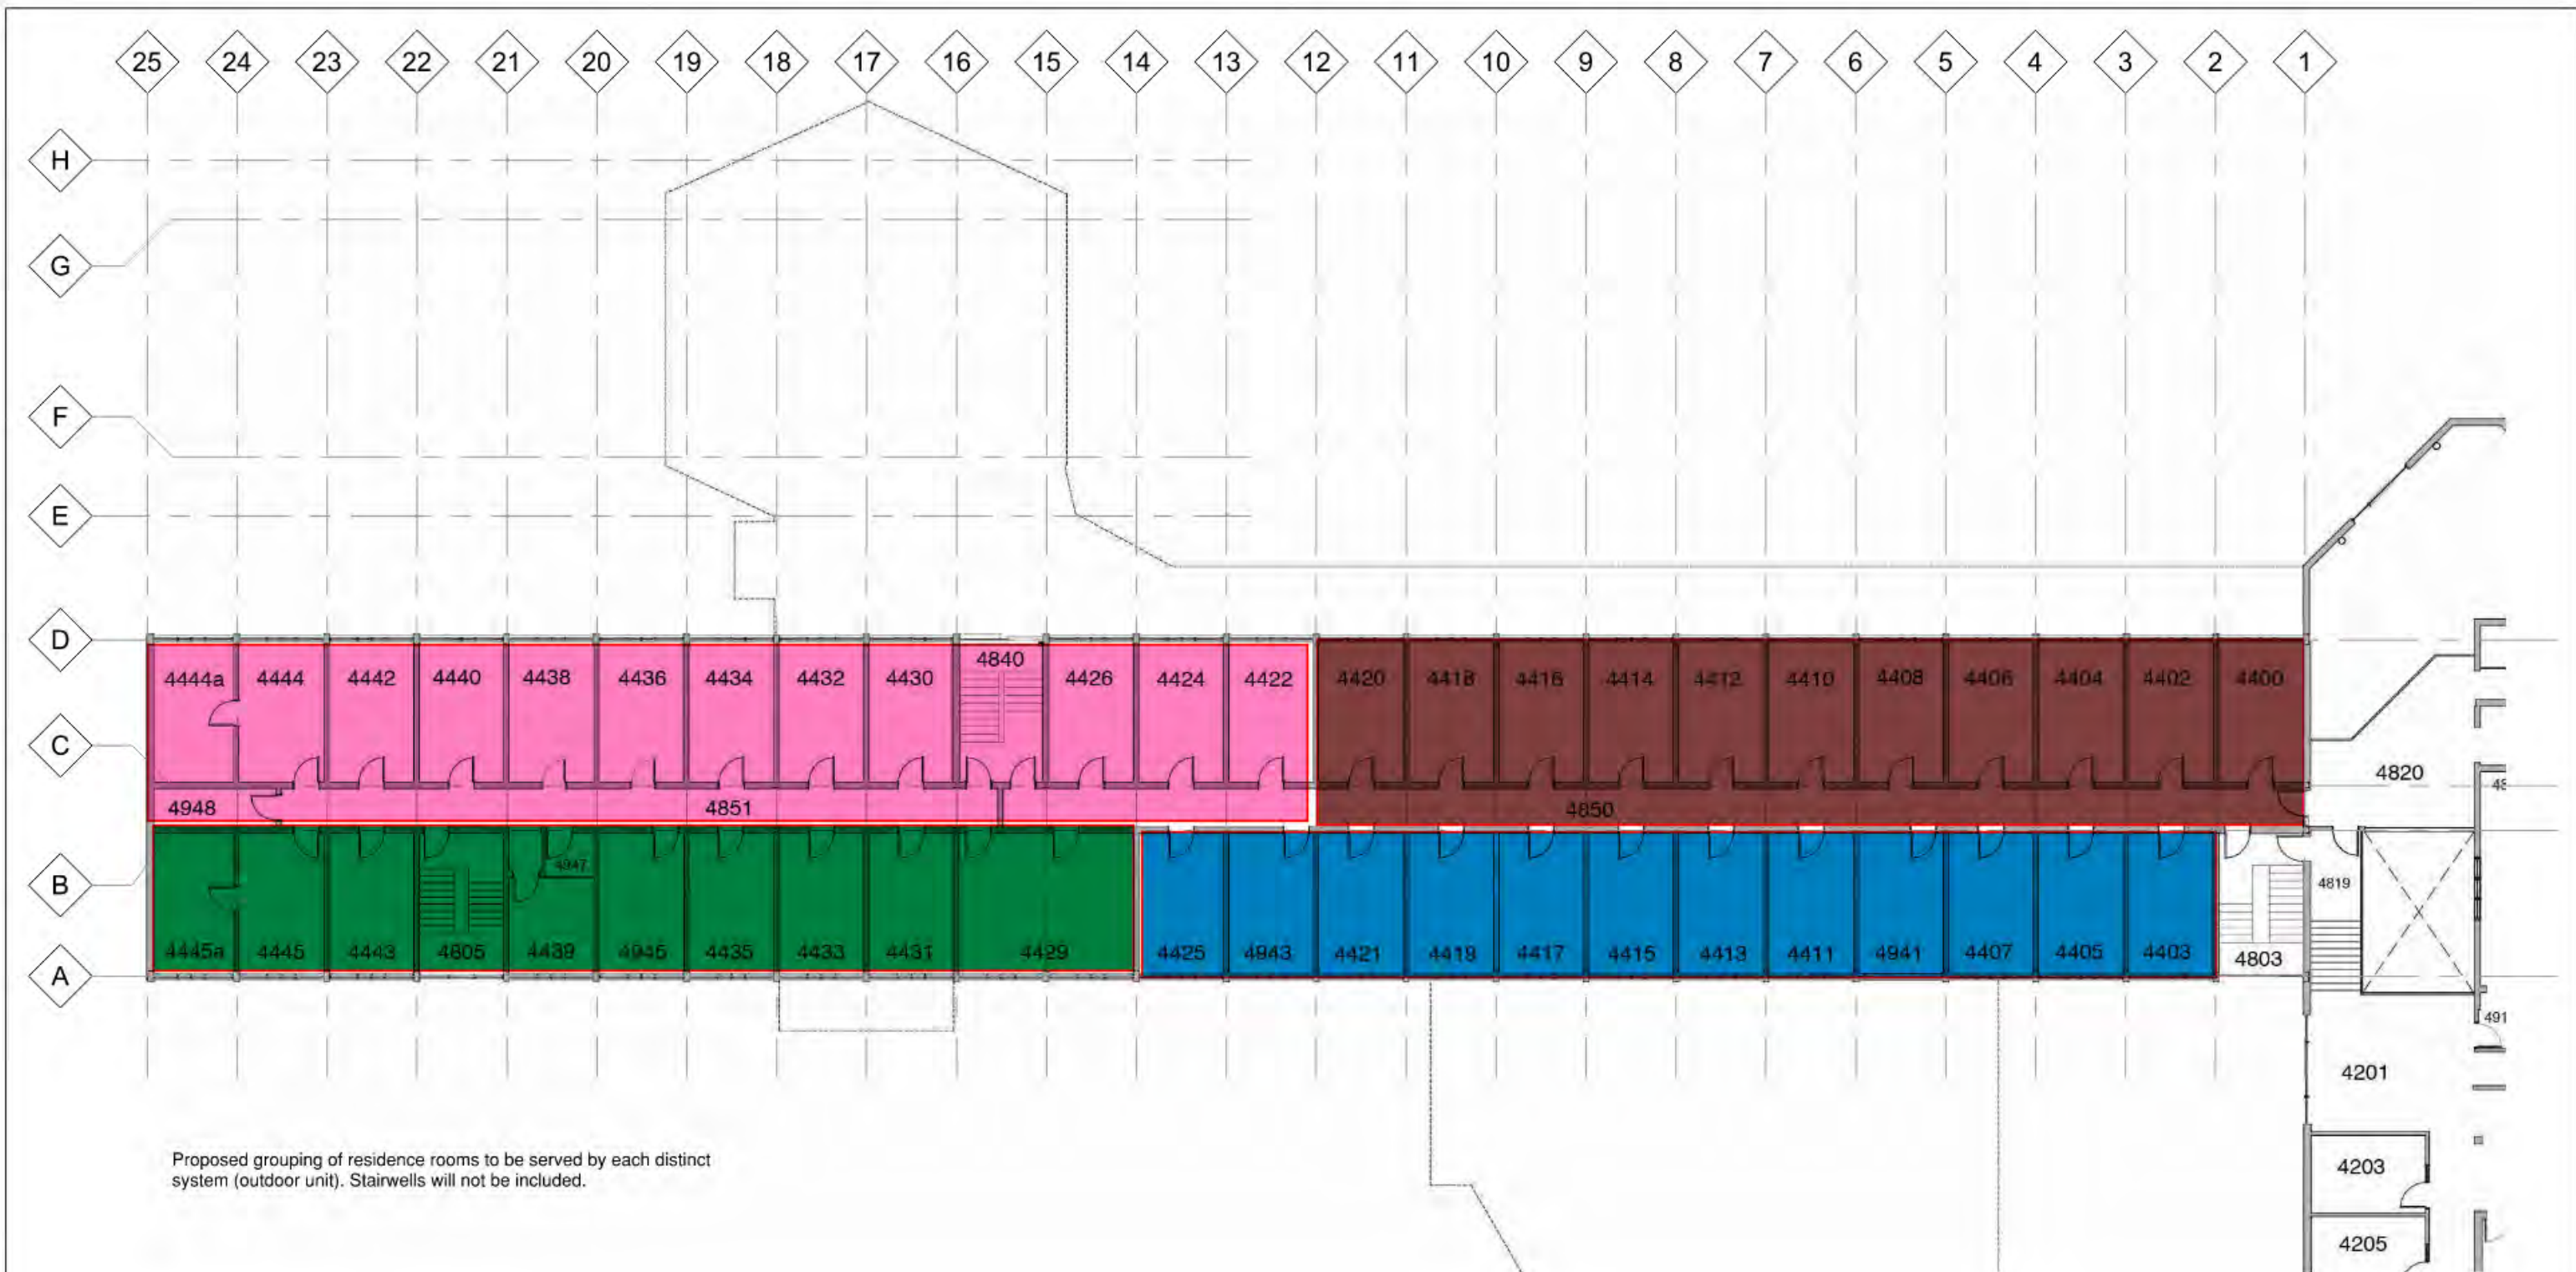 25 24 23 22 21 20 19 18 17 16 15 14 13 12 11 10 9 8 7 6 5 4 3 2 1
H
G
F
E
D
C
B
A
4444a 4444 4442 4440 4438 4436 4434 4432 4430 4840 4426 4424 4422 4420 4418 4416 4414 4412 4410 4408 4406 4404 4402 4400
4820
4948 4851 4850
4947
4819
4445a 4445 4443 4805 4439 4946 4435 4433 4431 4429 4425 4943 4421 4419 4417 4415 4413 4411 4941 4407 4405 4403 4803
491
4201
4203
4205
Proposed grouping of residence rooms to be served by each distinct
system (outdoor unit). Stairwells will not be included.